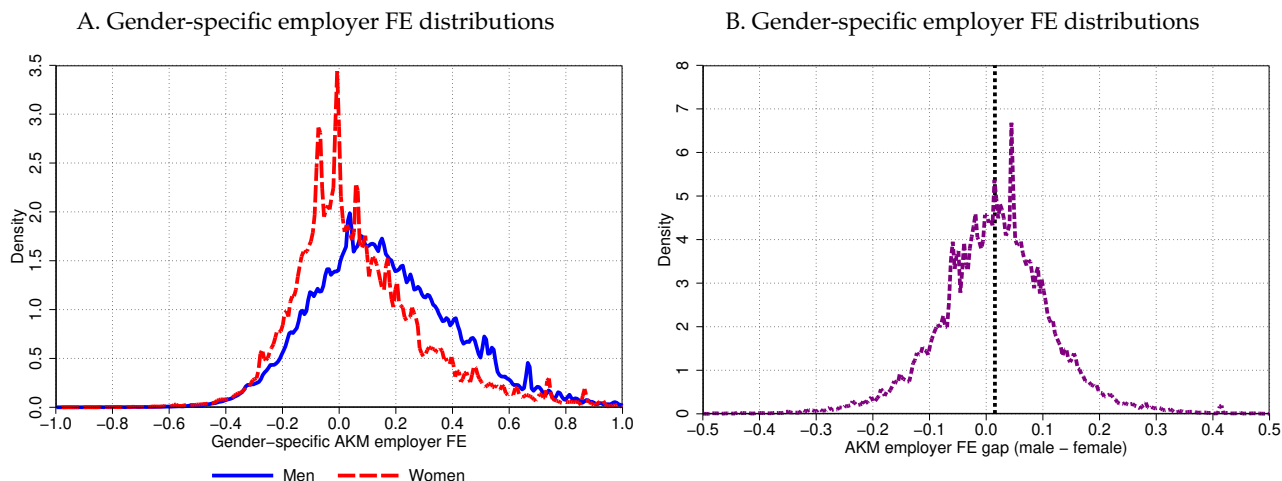 A. Gender-specific employer FE distributions
Density
0.0 0.5 1.0 1.5 2.0 2.5 3.0 3.5
−1.0 −0.8 −0.6 −0.4 −0.2 0.0 0.2 0.4 0.6 0.8 1.0
Gender−specific AKM employer FE
Men Women
B. Gender-specific employer FE distributions
Density
0 1 2 3 4 5 6 7 8
−0.5 −0.4 −0.3 −0.2 −0.1 0.0 0.1 0.2 0.3 0.4 0.5
AKM employer FE gap (male − female)